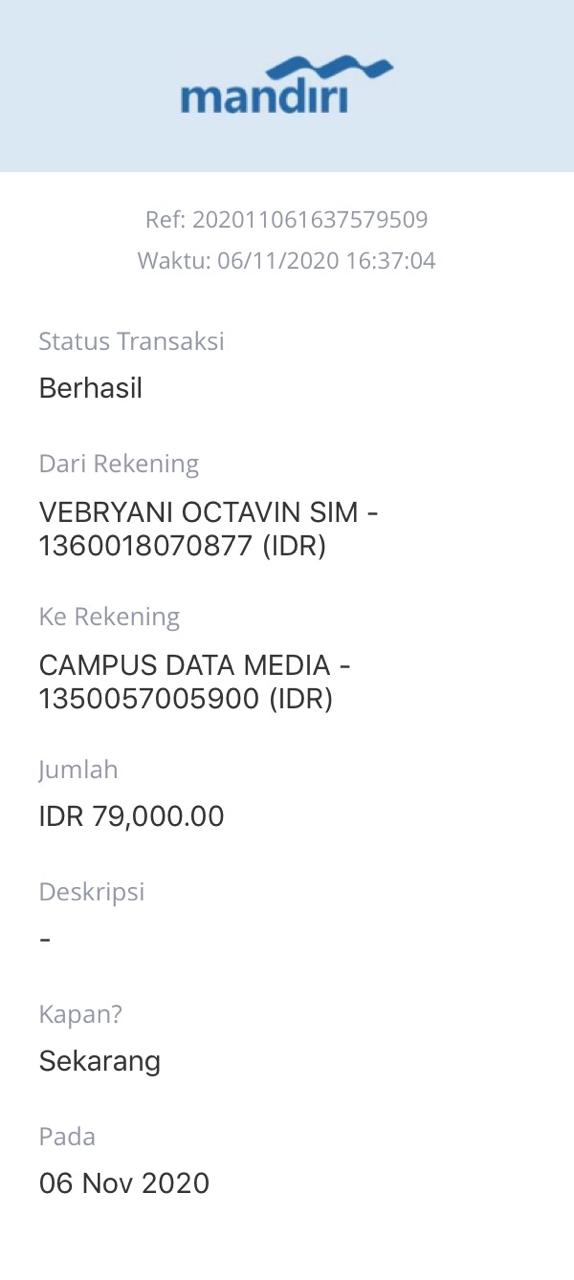 mandiri
Ref: 202011061637579509
Waktu: 06/11/2020 16:37:04
Status Transaksi
Berhasil
Dari Rekening
VEBRYANI OCTAVIN SIM -
1360018070877 (IDR)
Ke Rekening
CAMPUS DATA MEDIA -
1350057005900 (IDR)
Jumlah
IDR 79,000.00
Deskripsi
-
Kapan?
Sekarang
Pada
06 Nov 2020